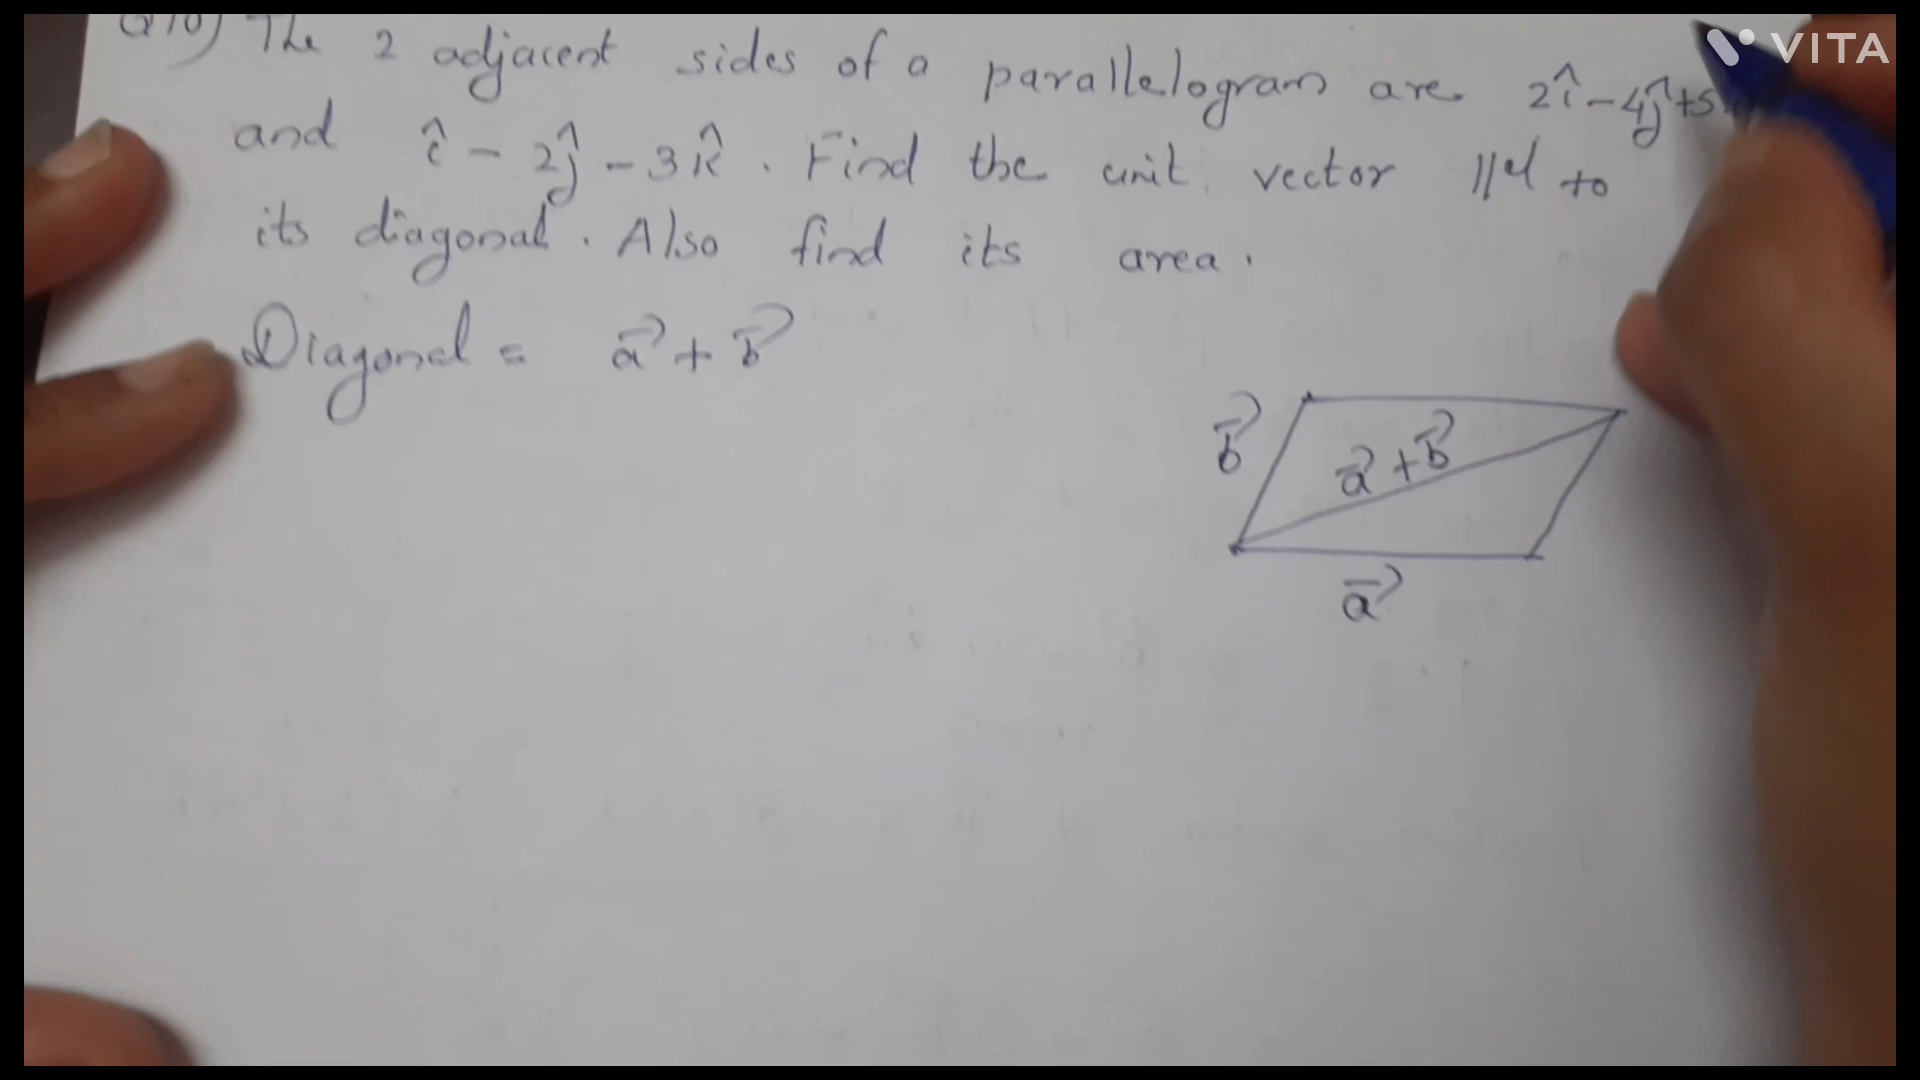 Q10) The 2 adjacent sides of a parallelogram are 2î - 4ĵ + 5
and î - 2ĵ - 3k̂. Find the unit vector ||el to
its diagonal. Also find its area.
Diagonal = a⃗ + b⃗
b⃗
a⃗ + b⃗
a⃗
VITA